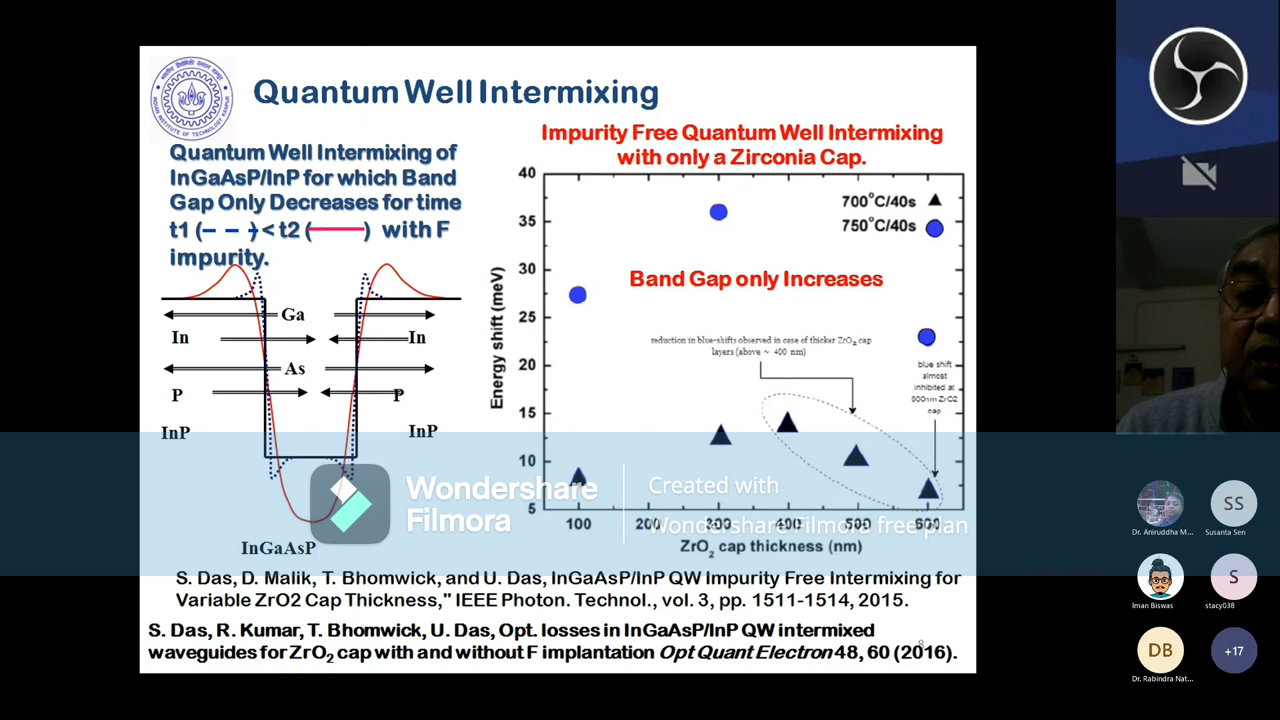 Quantum Well Intermixing
Quantum Well Intermixing of
InGaAsP/InP for which Band
Gap Only Decreases for time
t1 ( ) < t2 ( ) with F
impurity.
Ga
In In
As
P P
InP InP
InGaAsP
Impurity Free Quantum Well Intermixing
with only a Zirconia Cap.
40
35
30
25
20
15
10
5
Energy shift (meV)
700°C/40s
750°C/40s
Band Gap only Increases
reduction in blue-shifts observed in case of thicker ZrO2 cap
layers (above ~ 400 nm)
blue shift
almost
inhibited at
600nm ZrO2
cap
100 200 300 400 500 600
ZrO2 cap thickness (nm)
Wondershare
Filmora
Created with
Wondershare Filmora free plan
S. Das, D. Malik, T. Bhomwick, and U. Das, InGaAsP/InP QW Impurity Free Intermixing for
Variable ZrO2 Cap Thickness," IEEE Photon. Technol., vol. 3, pp. 1511-1514, 2015.
S. Das, R. Kumar, T. Bhomwick, U. Das, Opt. losses in InGaAsP/InP QW intermixed
waveguides for ZrO2 cap with and without F implantation Opt Quant Electron 48, 60 (2016).
8
SS
Dr. Aniruddha M...
Susanta Sen
S
Iman Biswas
stacy038
DB
+17
Dr. Rabindra Nat...